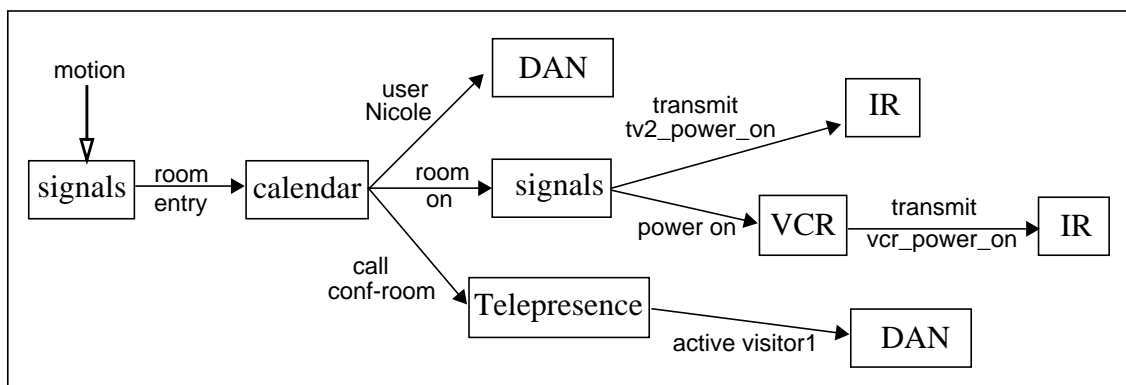 motion
signals
room
entry
calendar
user
Nicole
DAN
room
on
signals
transmit
tv2_power_on
IR
power on
VCR
transmit
vcr_power_on
IR
call
conf-room
Telepresence
active visitor1
DAN